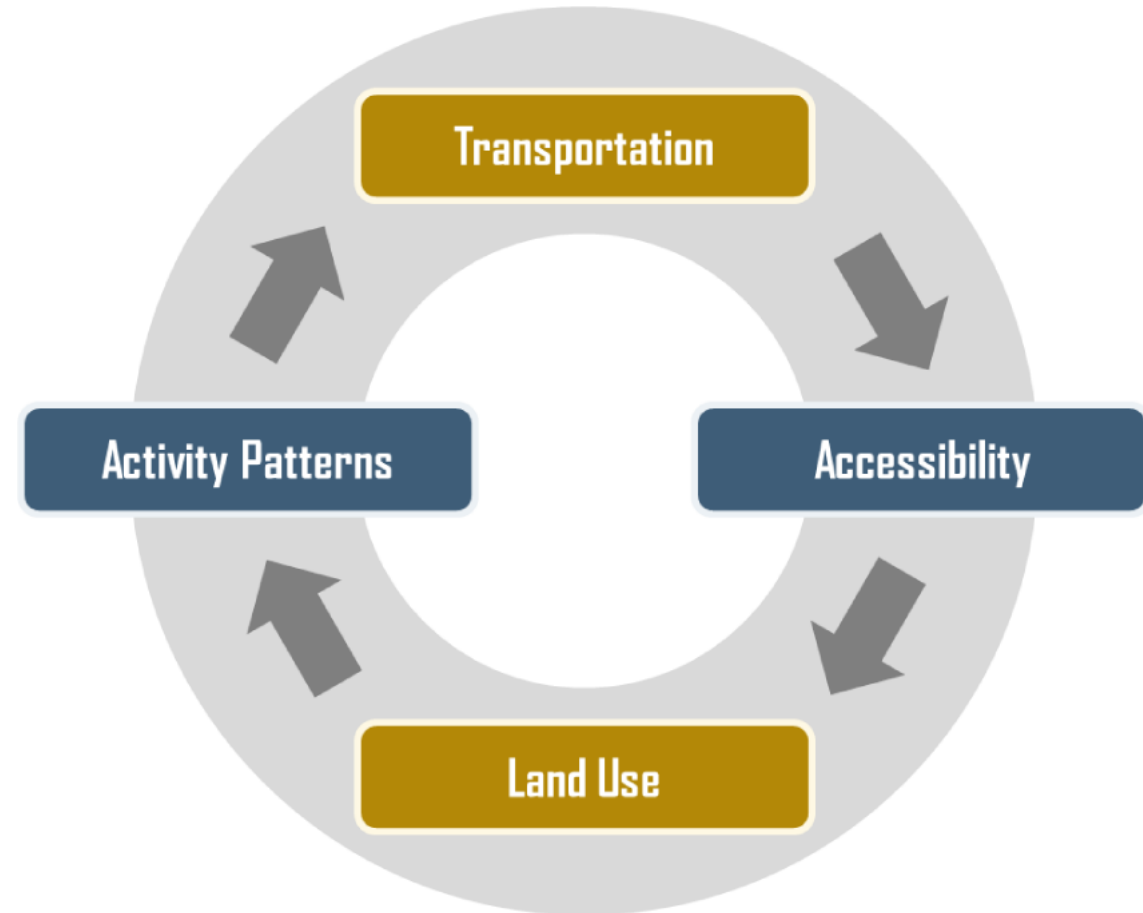 Transportation
Activity Patterns
Accessibility
Land Use